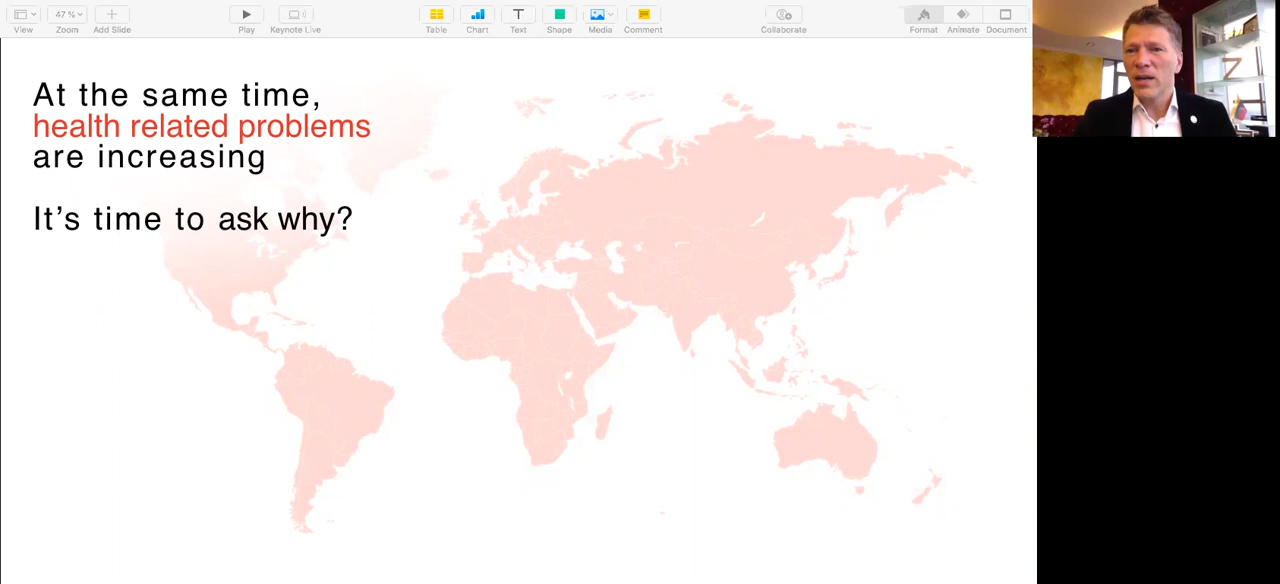 View
47 %
Zoom
Add Slide
Play
Keynote Live
Table
Chart
T
Text
Shape
Media
Comment
Collaborate
Format
Animate
Document
At the same time,
health related problems
are increasing
It’s time to ask why?
Z